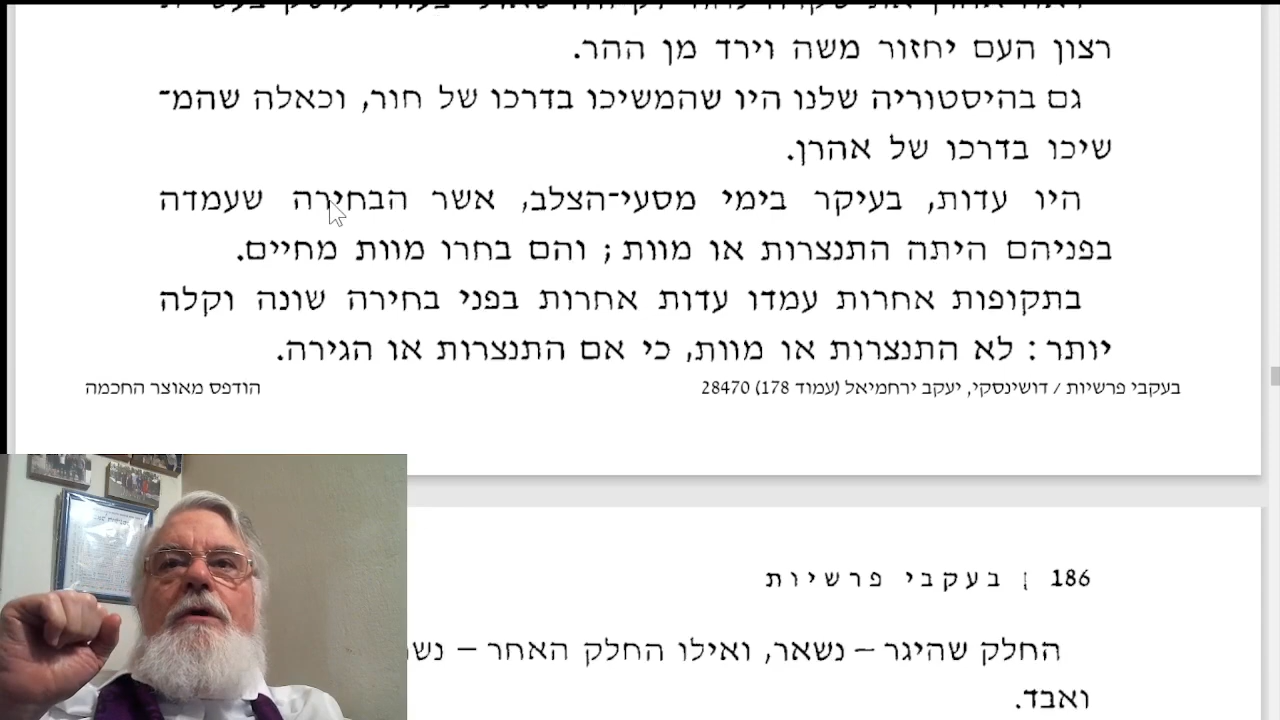 רצון העם יחזור משה וירד מן ההר.
גם בהיסטוריה שלנו היו שהמשיכו בדרכו של חור, וכאלה שהמ־
שיכו בדרכו של אהרן.
היו עדות, בעיקר בימי מסעי־הצלב, אשר הבחירה שעמדה
בפניהם היתה התנצרות או מוות; והם בחרו מוות מחיים.
בתקופות אחרות עמדו עדות אחרות בפני בחירה שונה וקלה
יותר: לא התנצרות או מוות, כי אם התנצרות או הגירה.
בעקבי פרשיות / דושינסקי, יעקב ירחמיאל (עמוד 178) 28470
הודפס מאוצר החכמה
186 | בעקבי פרשיות
החלק שהיגר – נשאר, ואילו החלק האחר –
ואבד.